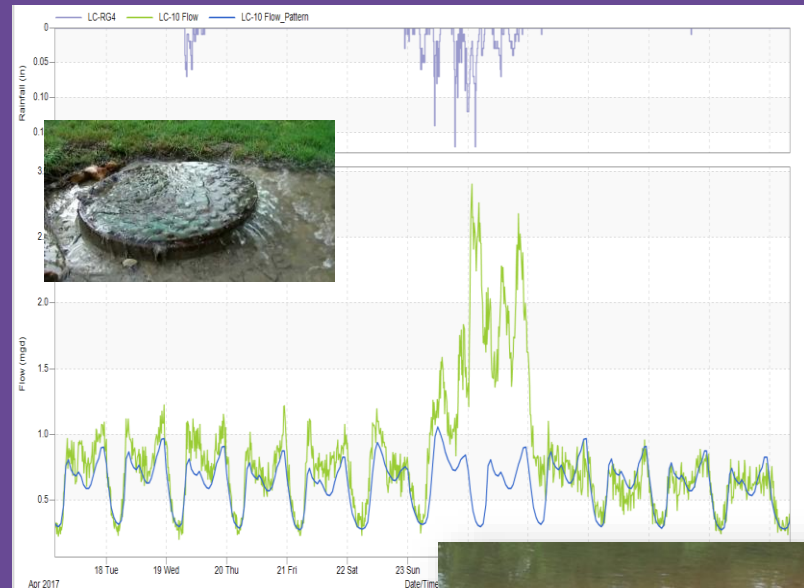 LC-RG4 LC-10 Flow LC-10 Flow_Pattern
Rainfall (in)
0
0.05
0.10
Flow (mgd)
2.0
1.5
1.0
0.5
18 Tue 19 Wed 20 Thu 21 Fri 22 Sat 23 Sun
Apr 2017 Date/Time